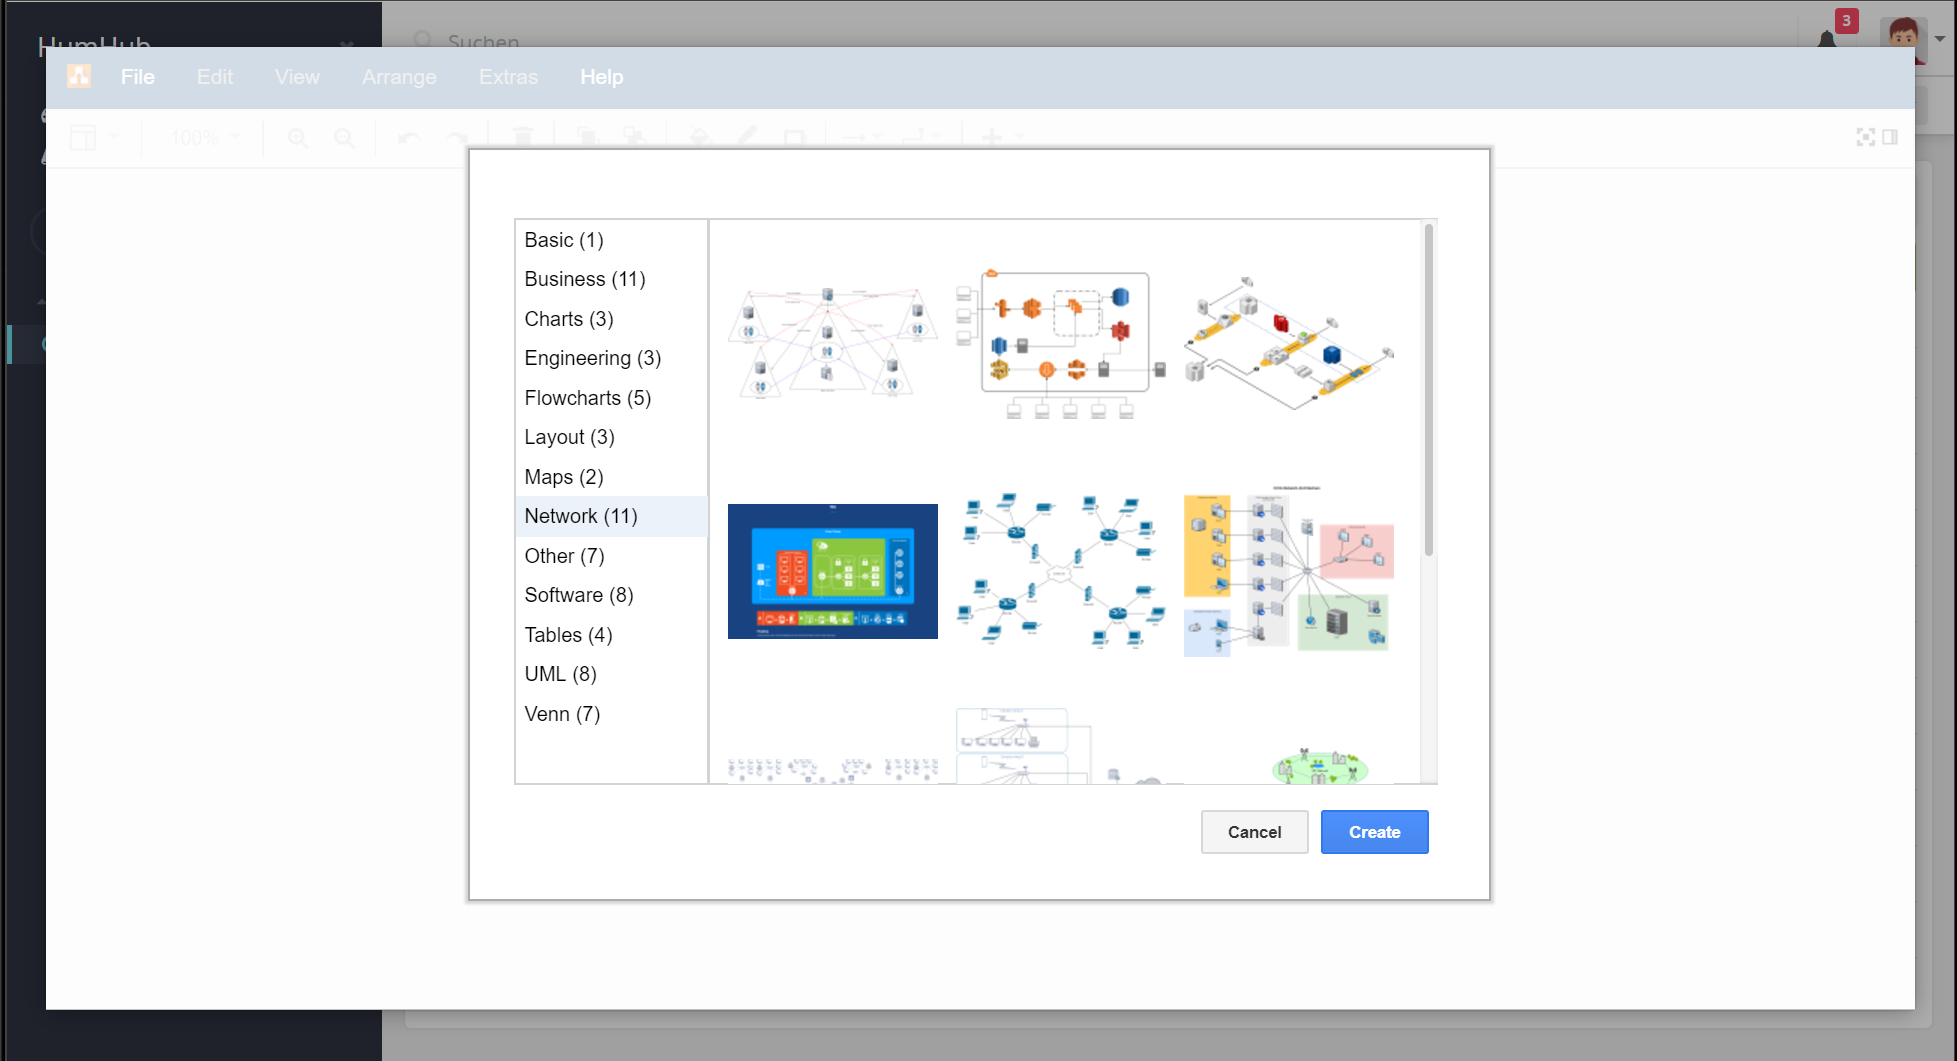 HumHub
Suchen
3
File Edit View Arrange Extras Help
100%
Basic (1)
Business (11)
Charts (3)
Engineering (3)
Flowcharts (5)
Layout (3)
Maps (2)
Network (11)
Other (7)
Software (8)
Tables (4)
UML (8)
Venn (7)
Cancel
Create